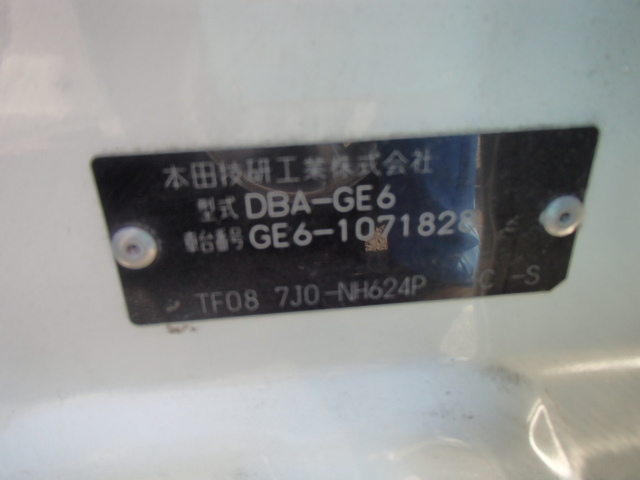 本田技研工業株式会社
型式 DBA-GE6
車台番号 GE6-1071828
TF08 7J0-NH624P C -S